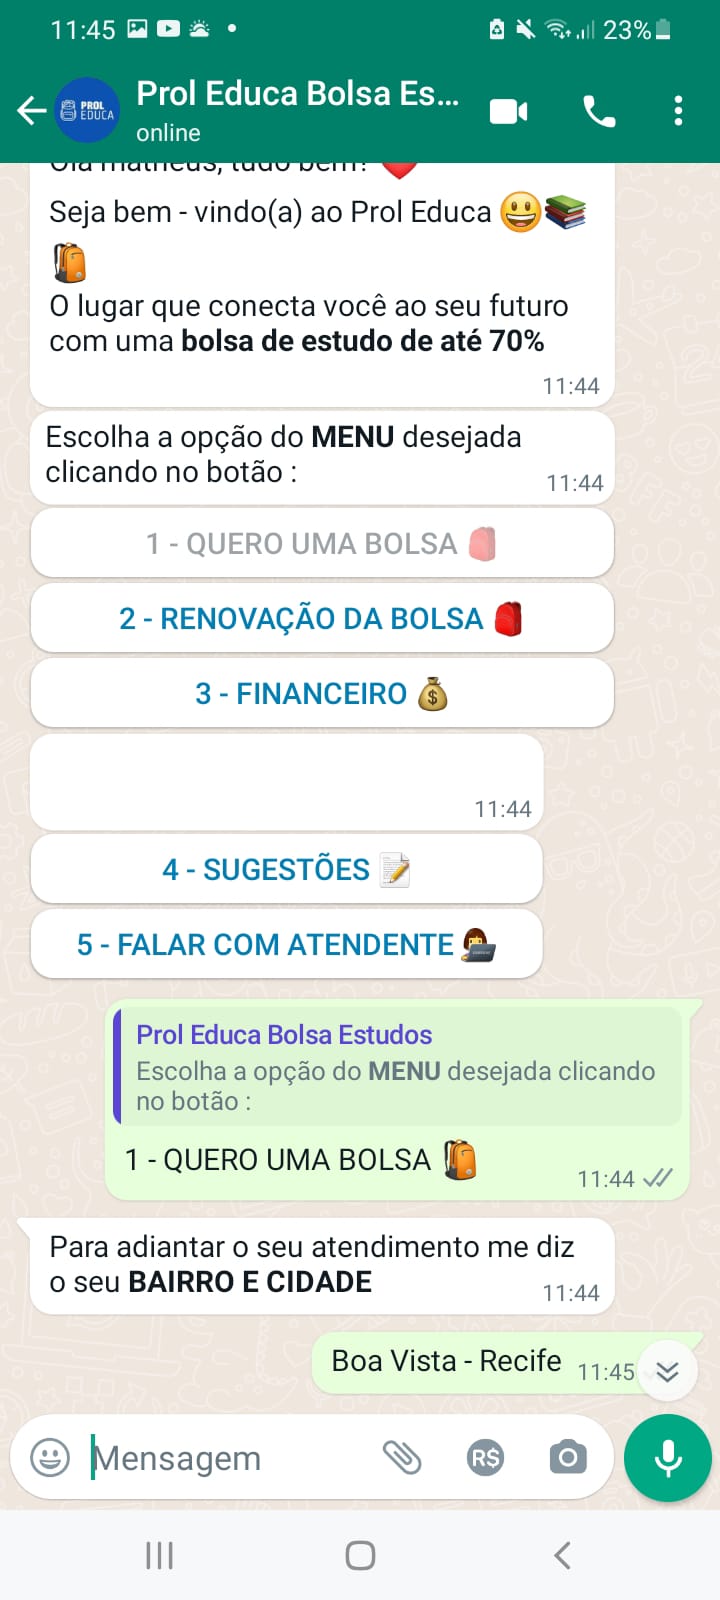 11:45
23%
PROL
EDUCA
Prol Educa Bolsa Es...
online
Olá matheus, tudo bem?
Seja bem - vindo(a) ao Prol Educa 😃📚
🎒
O lugar que conecta você ao seu futuro
com uma bolsa de estudo de até 70%
11:44
Escolha a opção do MENU desejada
clicando no botão :
11:44
1 - QUERO UMA BOLSA 🎒
2 - RENOVAÇÃO DA BOLSA 🎒
3 - FINANCEIRO 💰
11:44
4 - SUGESTÕES 📝
5 - FALAR COM ATENDENTE 👩‍💻
Prol Educa Bolsa Estudos
Escolha a opção do MENU desejada clicando
no botão :
1 - QUERO UMA BOLSA 🎒
11:44
Para adiantar o seu atendimento me diz
o seu BAIRRO E CIDADE
11:44
Boa Vista - Recife
11:45
Mensagem
R$